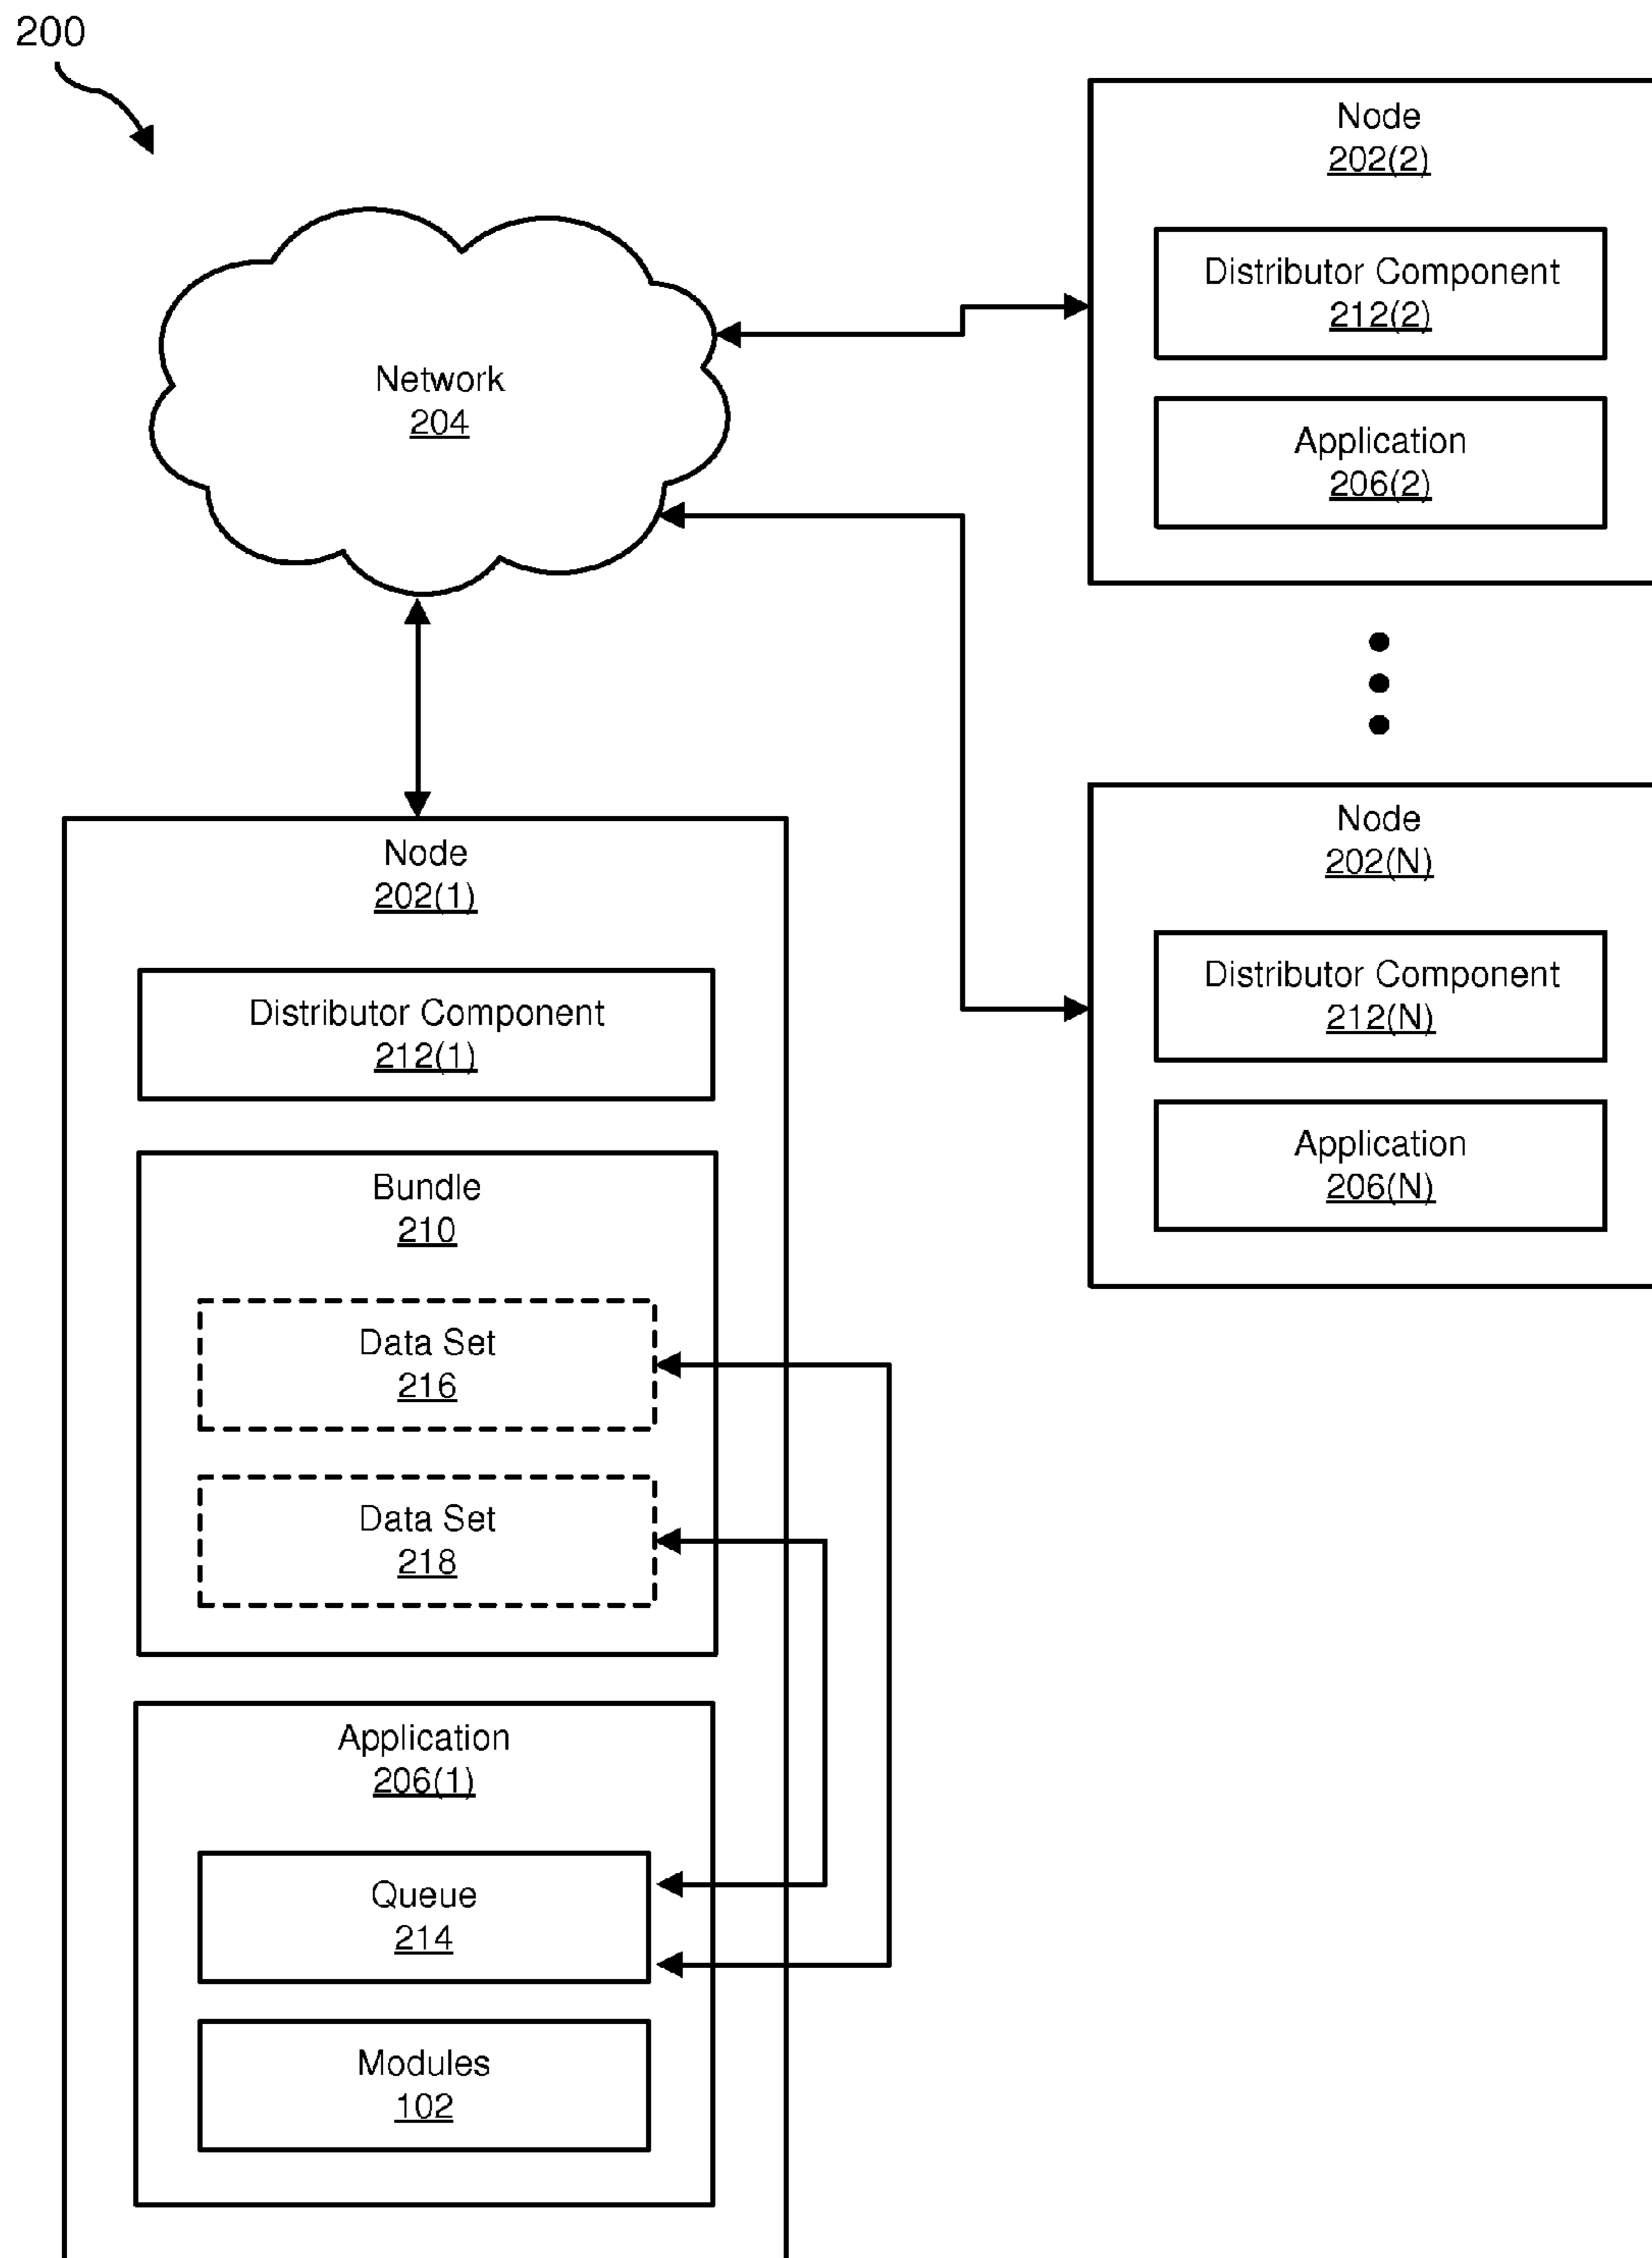 200
Network
204
Node
202(2)
Distributor Component
212(2)
Application
206(2)
Node
202(N)
Distributor Component
212(N)
Application
206(N)
Node
202(1)
Distributor Component
212(1)
Bundle
210
Data Set
216
Data Set
218
Application
206(1)
Queue
214
Modules
102